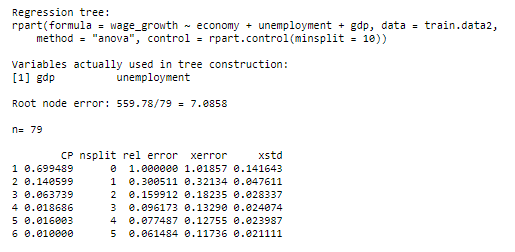 Regression tree:
rpart(formula = wage_growth ~ economy + unemployment + gdp, data = train.data2,
    method = "anova", control = rpart.control(minsplit = 10))
Variables actually used in tree construction:
[1] gdp          unemployment
Root node error: 559.78/79 = 7.0858
n= 79
        CP nsplit rel error  xerror     xstd
1 0.699489      0  1.000000 1.01857 0.141643
2 0.140599      1  0.300511 0.32134 0.047611
3 0.063739      2  0.159912 0.18235 0.028337
4 0.018686      3  0.096173 0.13290 0.024074
5 0.016003      4  0.077487 0.12755 0.023987
6 0.010000      5  0.061484 0.11736 0.021111